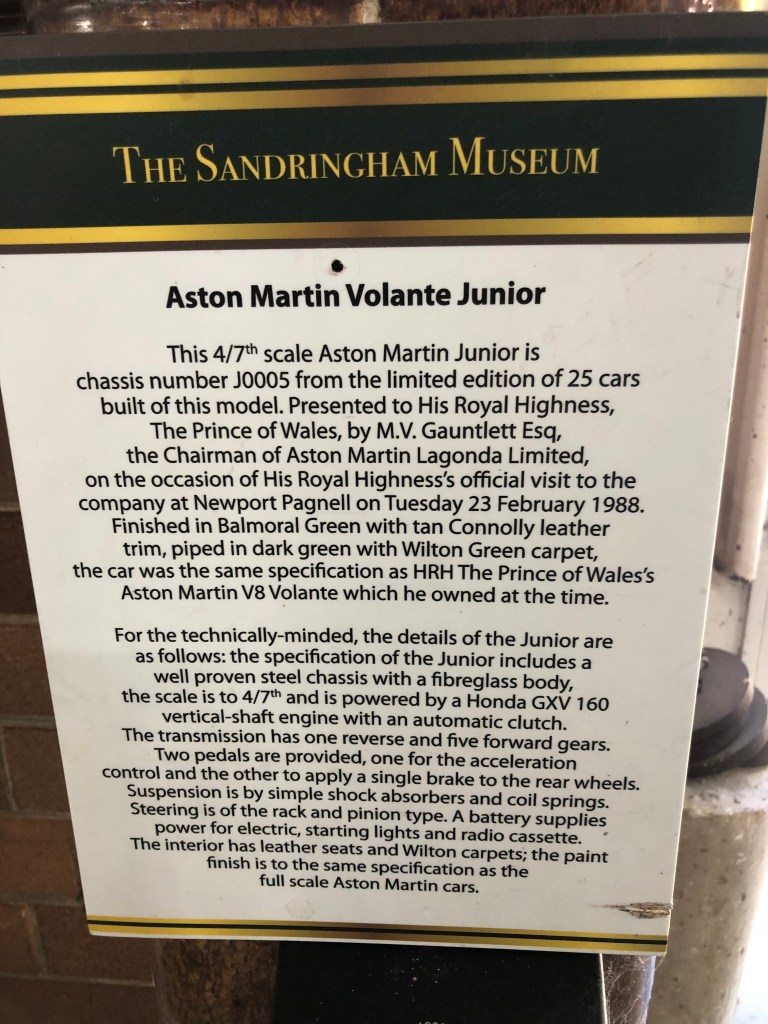 THE SANDRINGHAM MUSEUM
Aston Martin Volante Junior
This 4/7th scale Aston Martin Junior is
chassis number J0005 from the limited edition of 25 cars
built of this model. Presented to His Royal Highness,
The Prince of Wales, by M.V. Gauntlett Esq,
the Chairman of Aston Martin Lagonda Limited,
on the occasion of His Royal Highness's official visit to the
company at Newport Pagnell on Tuesday 23 February 1988.
Finished in Balmoral Green with tan Connolly leather
trim, piped in dark green with Wilton Green carpet,
the car was the same specification as HRH The Prince of Wales's
Aston Martin V8 Volante which he owned at the time.
For the technically-minded, the details of the Junior are
as follows: the specification of the Junior includes a
well proven steel chassis with a fibreglass body,
the scale is to 4/7th and is powered by a Honda GXV 160
vertical-shaft engine with an automatic clutch.
The transmission has one reverse and five forward gears.
Two pedals are provided, one for the acceleration
control and the other to apply a single brake to the rear wheels.
Suspension is by simple shock absorbers and coil springs.
Steering is of the rack and pinion type. A battery supplies
power for electric, starting lights and radio cassette.
The interior has leather seats and Wilton carpets; the paint
finish is to the same specification as the
full scale Aston Martin cars.